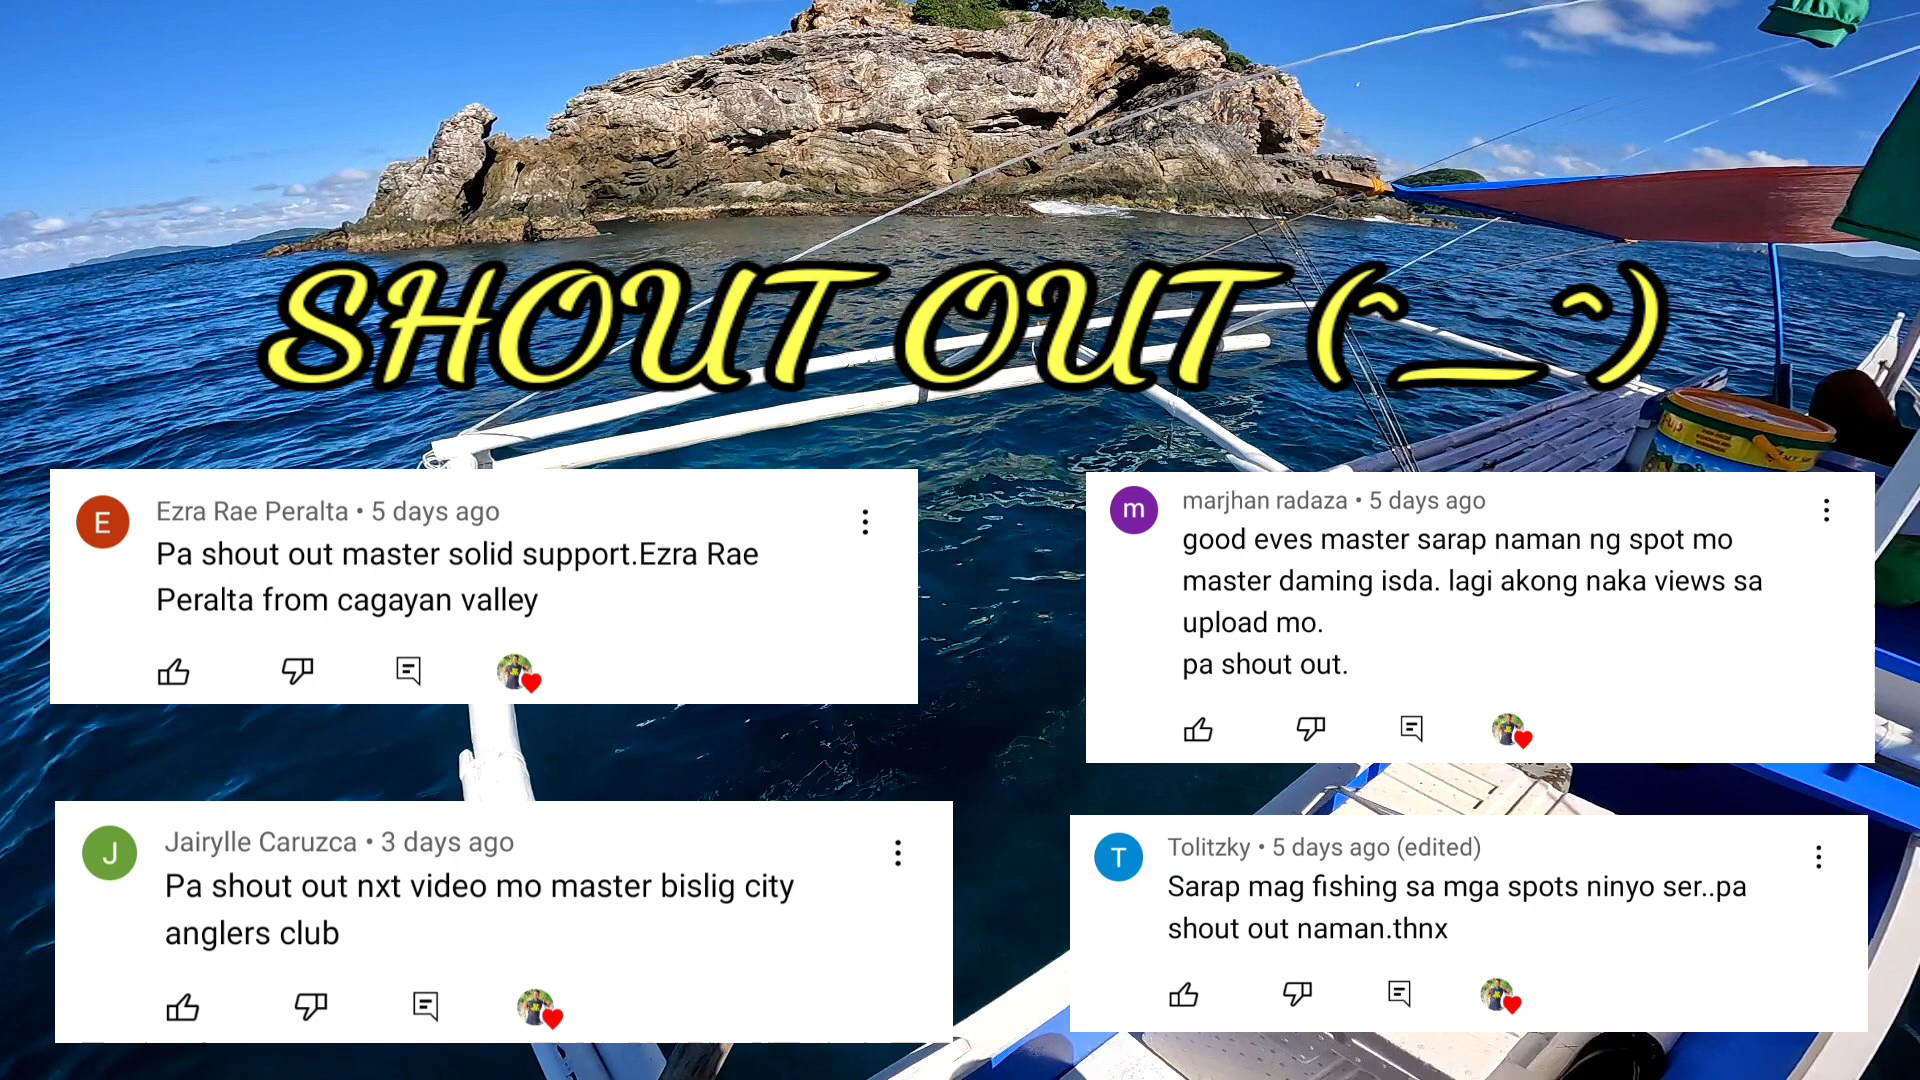 SHOUT OUT (^_^)
E
Ezra Rae Peralta • 5 days ago
Pa shout out master solid support.Ezra Rae
Peralta from cagayan valley
m
marjhan radaza • 5 days ago
good eves master sarap naman ng spot mo
master daming isda. lagi akong naka views sa
upload mo.
pa shout out.
J
Jairylle Caruzca • 3 days ago
Pa shout out nxt video mo master bislig city
anglers club
T
Tolitzky • 5 days ago (edited)
Sarap mag fishing sa mga spots ninyo ser..pa
shout out naman.thnx